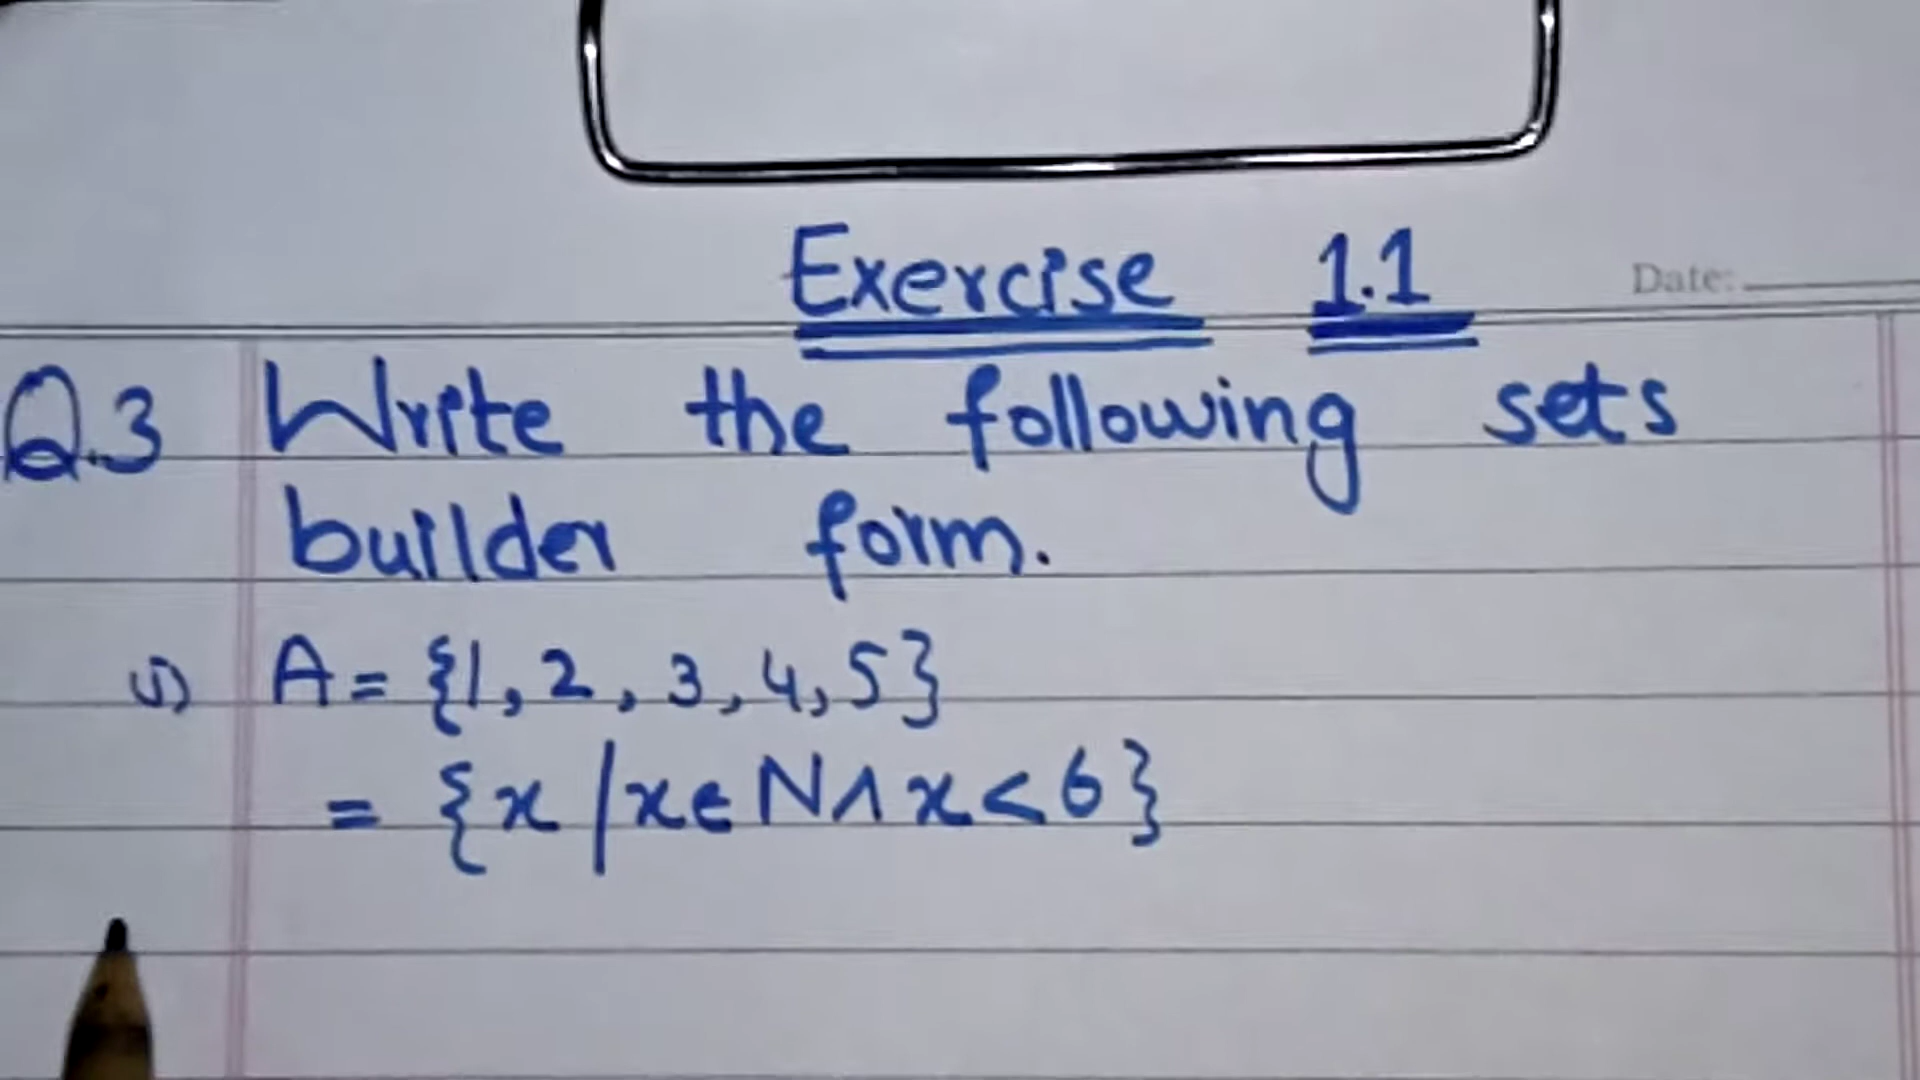 Exercise 1.1
Date:
Q.3 Write the following sets
builder form.
i) A = {1, 2, 3, 4, 5}
= {x / x ∈ N ∧ x < 6}